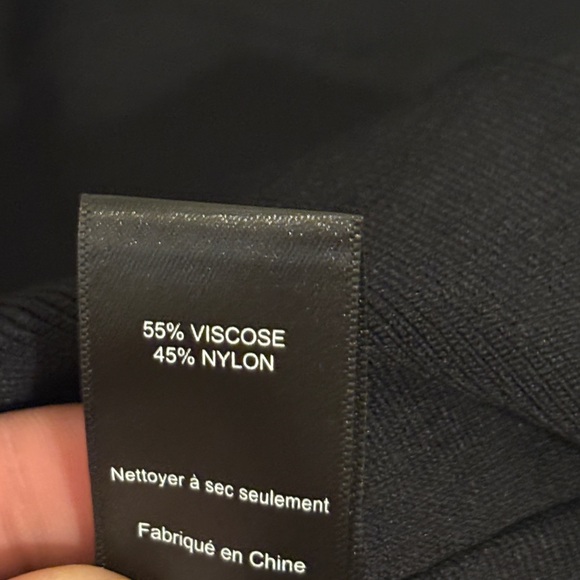 55% VISCOSE
45% NYLON
Nettoyer à sec seulement
Fabriqué en Chine